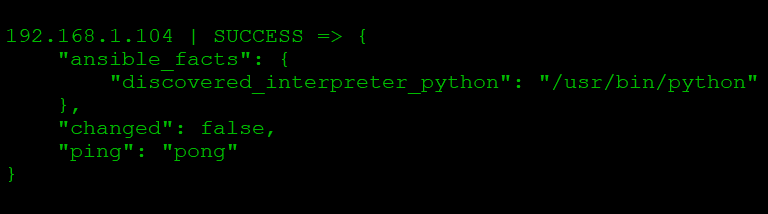 192.168.1.104 | SUCCESS => {
    "ansible_facts": {
        "discovered_interpreter_python": "/usr/bin/python"
    },
    "changed": false,
    "ping": "pong"
}